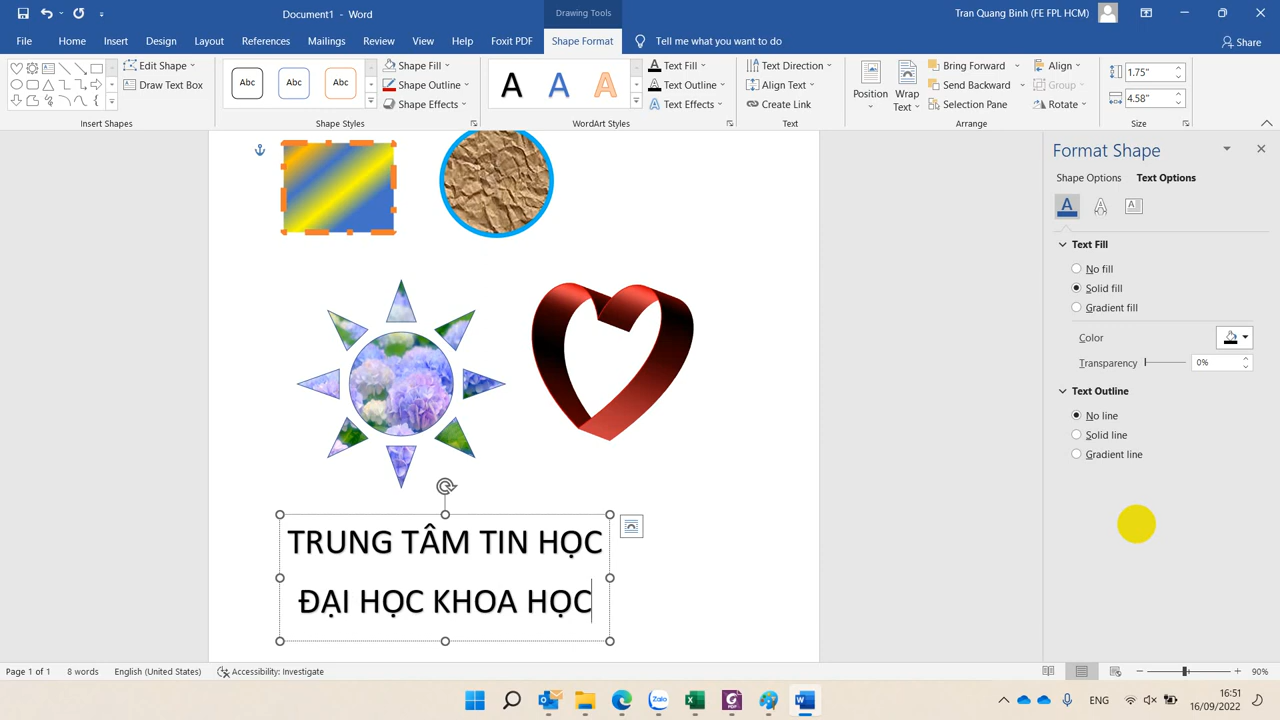 Document1 - Word
Drawing Tools
Tran Quang Binh (FE FPL HCM)
File Home Insert Design Layout References Mailings Review View Help Foxit PDF Shape Format Tell me what you want to do Share
Edit Shape
Draw Text Box
Insert Shapes
Abc Abc Abc
Shape Fill
Shape Outline
Shape Effects
Shape Styles
A A A
Text Fill
Text Outline
Text Effects
WordArt Styles
Text Direction
Align Text
Create Link
Text
Position
Wrap
Text
Bring Forward
Send Backward
Selection Pane
Align
Group
Rotate
Arrange
1.75"
4.58"
Size
Format Shape
Shape Options Text Options
Text Fill
No fill
Solid fill
Gradient fill
Color
Transparency 0%
Text Outline
No line
Solid line
Gradient line
TRUNG TÂM TIN HỌC
ĐẠI HỌC KHOA HỌC
Page 1 of 1 8 words English (United States) Accessibility: Investigate 90%
Zalo
PDF
ENG
16:51
16/09/2022